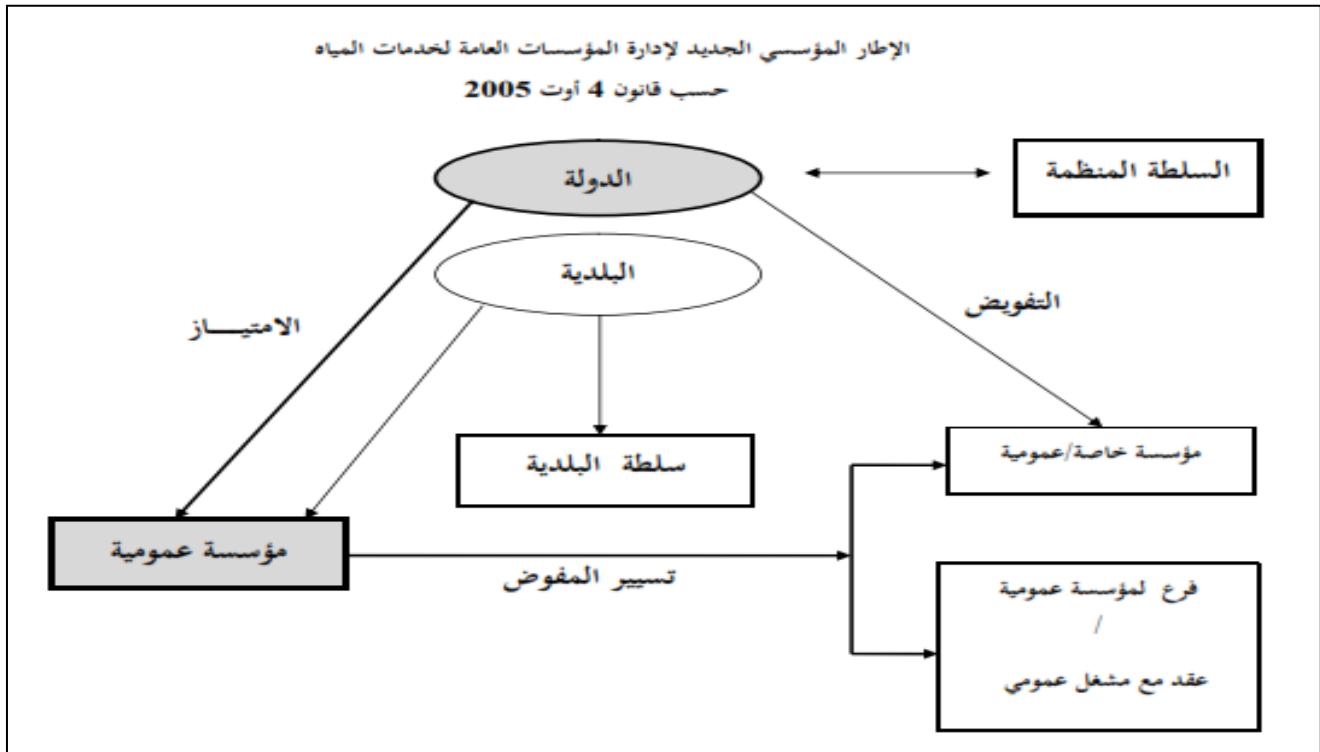 الإطار المؤسسي الجديد لإدارة المؤسسات العامة لخدمات المياه
حسب قانون 4 أوت 2005
الدولة
السلطة المنظمة
البلدية
التفويض
الامتيـــــاز
سلطة البلدية
مؤسسة خاصة/عمومية
مؤسسة عمومية
تسيير المفوض
فرع لمؤسسة عمومية
/
عقد مع مشغل عمومي